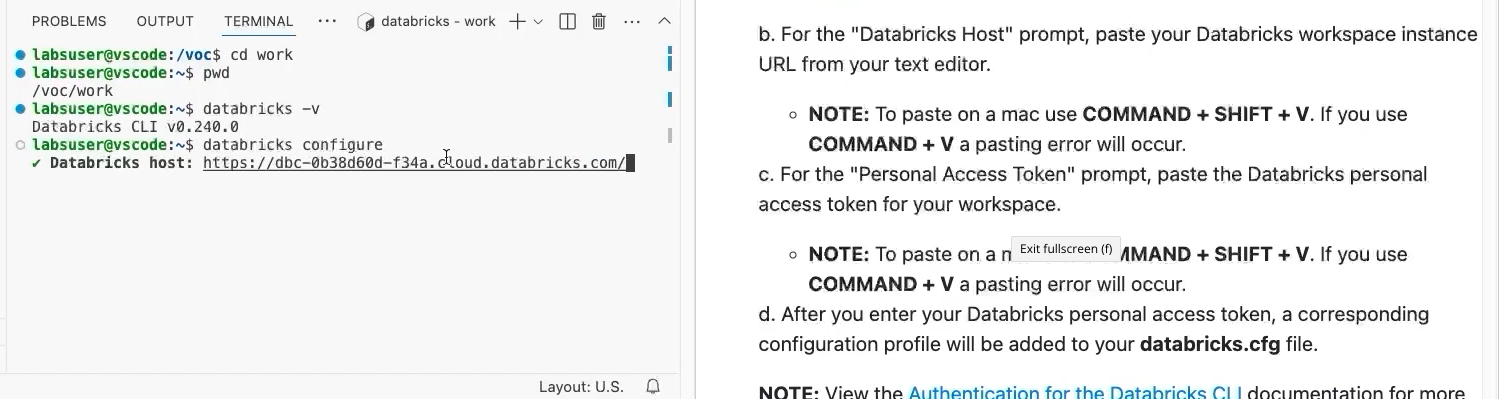 PROBLEMS OUTPUT TERMINAL ··· databricks - work
labsuser@vscode:/voc$ cd work
labsuser@vscode:~$ pwd
/voc/work
labsuser@vscode:~$ databricks -v
Databricks CLI v0.240.0
labsuser@vscode:~$ databricks configure
✔ Databricks host: https://dbc-0b38d60d-f34a.cloud.databricks.com/
Layout: U.S.
b. For the "Databricks Host" prompt, paste your Databricks workspace instance
URL from your text editor.
NOTE: To paste on a mac use COMMAND + SHIFT + V. If you use
COMMAND + V a pasting error will occur.
c. For the "Personal Access Token" prompt, paste the Databricks personal
access token for your workspace.
Exit fullscreen (f)
NOTE: To paste on a MMAND + SHIFT + V. If you use
COMMAND + V a pasting error will occur.
d. After you enter your Databricks personal access token, a corresponding
configuration profile will be added to your databricks.cfg file.
NOTE: View the Authentication for the Databricks CLI documentation for more